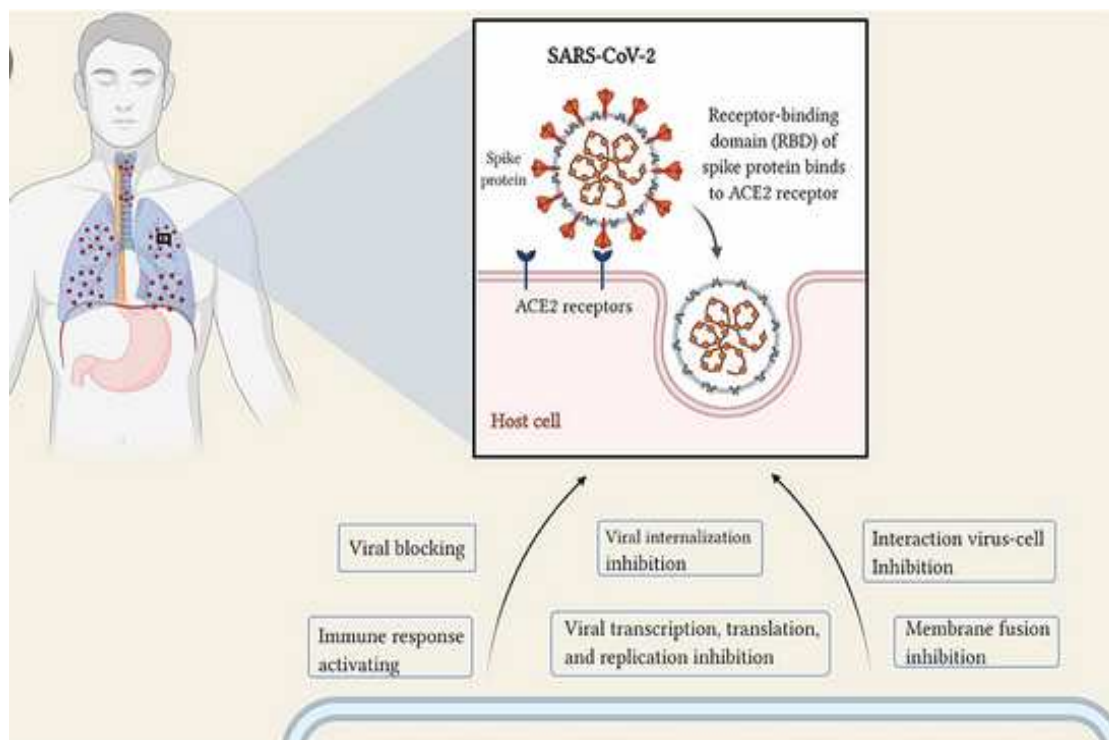 SARS-CoV-2
Spike
protein
Receptor-binding
domain (RBD) of
spike protein binds
to ACE2 receptor
ACE2 receptors
Host cell
Viral blocking
Viral internalization
inhibition
Interaction virus-cell
Inhibition
Immune response
activating
Viral transcription, translation,
and replication inhibition
Membrane fusion
inhibition